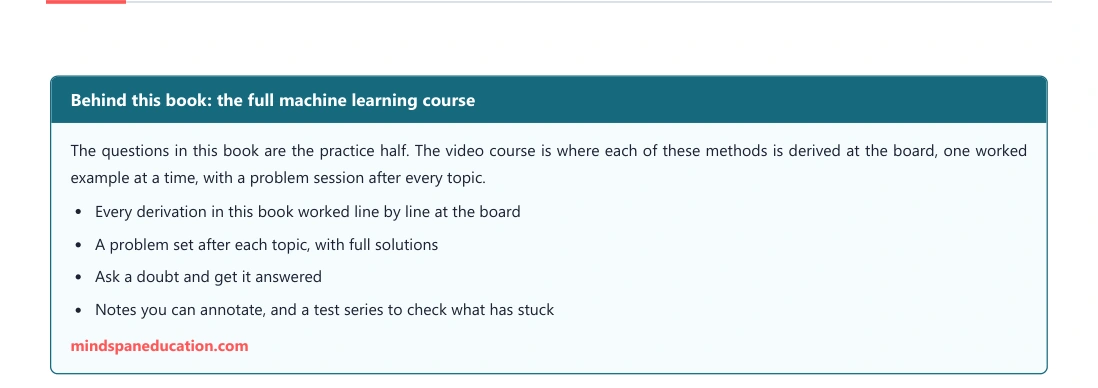 Behind this book: the full machine learning course
The questions in this book are the practice half. The video course is where each of these methods is derived at the board, one worked
example at a time, with a problem session after every topic.
• Every derivation in this book worked line by line at the board
• A problem set after each topic, with full solutions
• Ask a doubt and get it answered
• Notes you can annotate, and a test series to check what has stuck
mindspaneducation.com